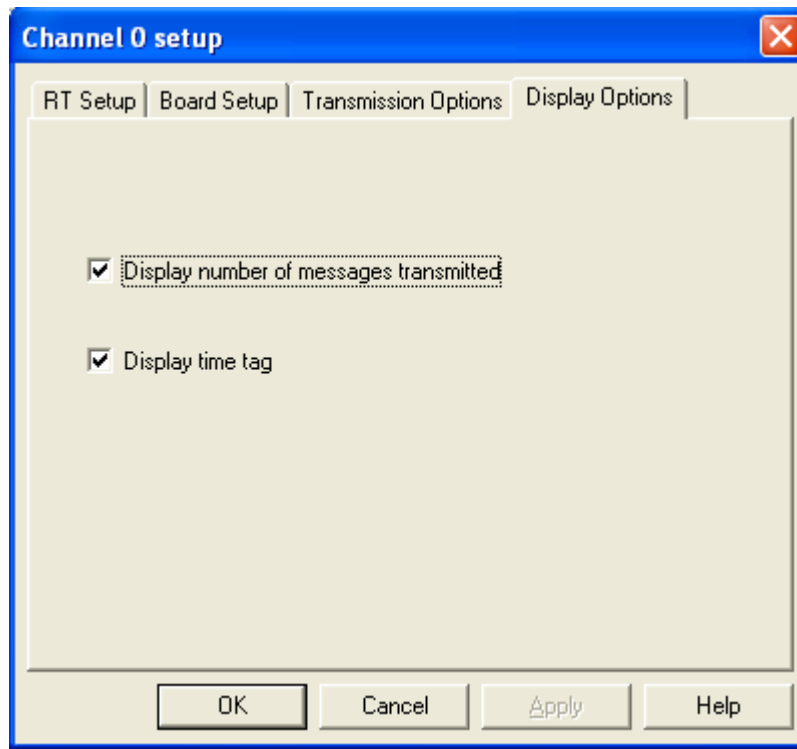 Channel 0 setup
RT Setup Board Setup Transmission Options Display Options
Display number of messages transmitted
Display time tag
OK Cancel Apply Help